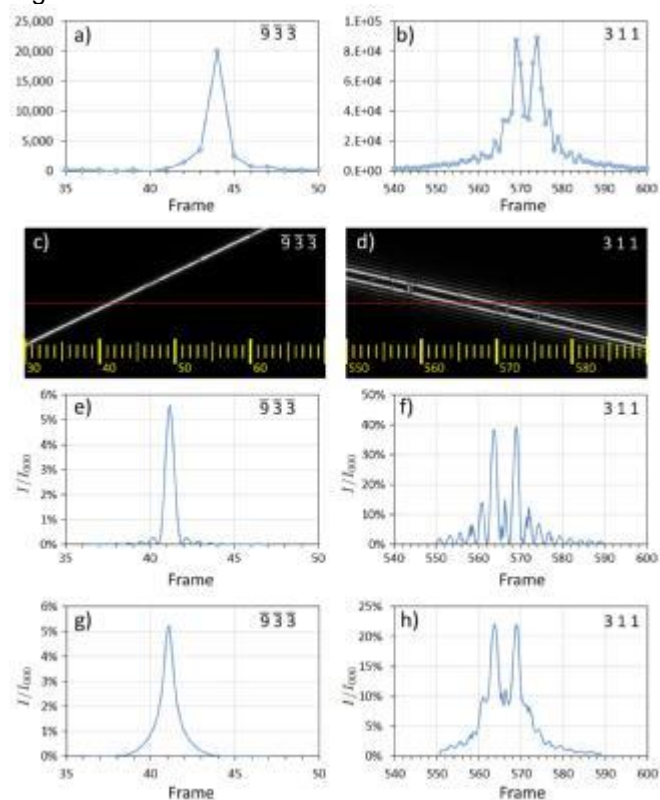 a)
9̅ 3̅ 3̅
25,000
20,000
15,000
10,000
5,000
0
35 40 45 50
Frame
b)
3 1 1
1.E+05
8.E+04
6.E+04
4.E+04
2.E+04
0.E+00
540 550 560 570 580 590 600
Frame
c)
9̅ 3̅ 3̅
30 40 50 60
d)
3 1 1
550 560 570 580
e)
9̅ 3̅ 3̅
6%
5%
4%
3%
2%
1%
0%
I / I000
35 40 45 50
Frame
f)
3 1 1
50%
40%
30%
20%
10%
0%
I / I000
540 550 560 570 580 590 600
Frame
g)
9̅ 3̅ 3̅
6%
5%
4%
3%
2%
1%
0%
I / I000
35 40 45 50
Frame
h)
3 1 1
25%
20%
15%
10%
5%
0%
I / I000
540 550 560 570 580 590 600
Frame